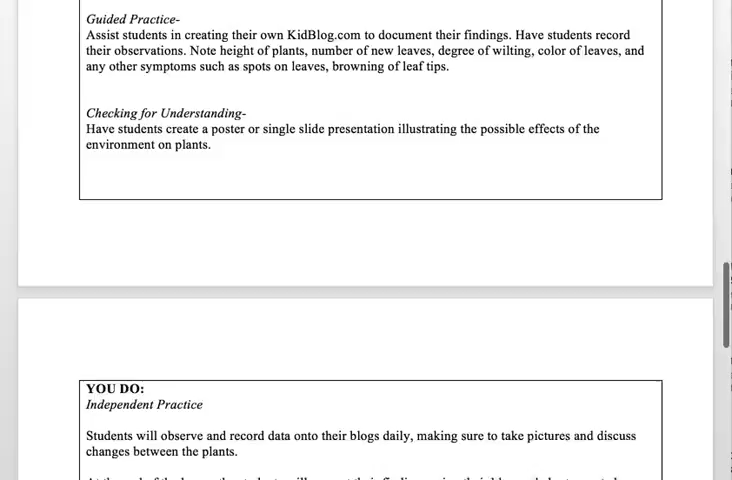 Guided Practice-
Assist students in creating their own KidBlog.com to document their findings. Have students record
their observations. Note height of plants, number of new leaves, degree of wilting, color of leaves, and
any other symptoms such as spots on leaves, browning of leaf tips.
Checking for Understanding-
Have students create a poster or single slide presentation illustrating the possible effects of the
environment on plants.
YOU DO:
Independent Practice
Students will observe and record data onto their blogs daily, making sure to take pictures and discuss
changes between the plants.